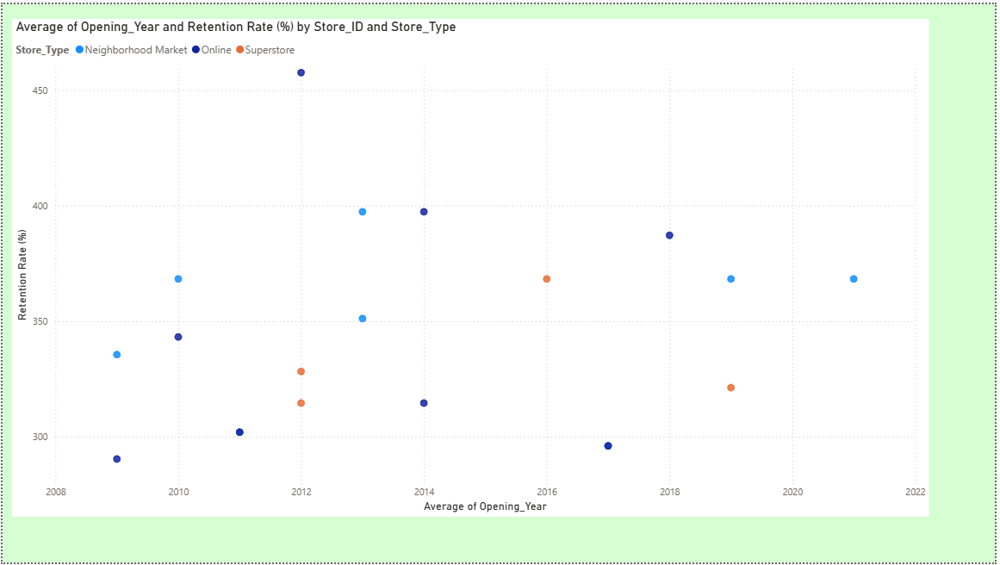 Average of Opening_Year and Retention Rate (%) by Store_ID and Store_Type
Store_Type Neighborhood Market Online Superstore
450
400
350
300
Retention Rate (%)
2008 2010 2012 2014 2016 2018 2020 2022
Average of Opening_Year